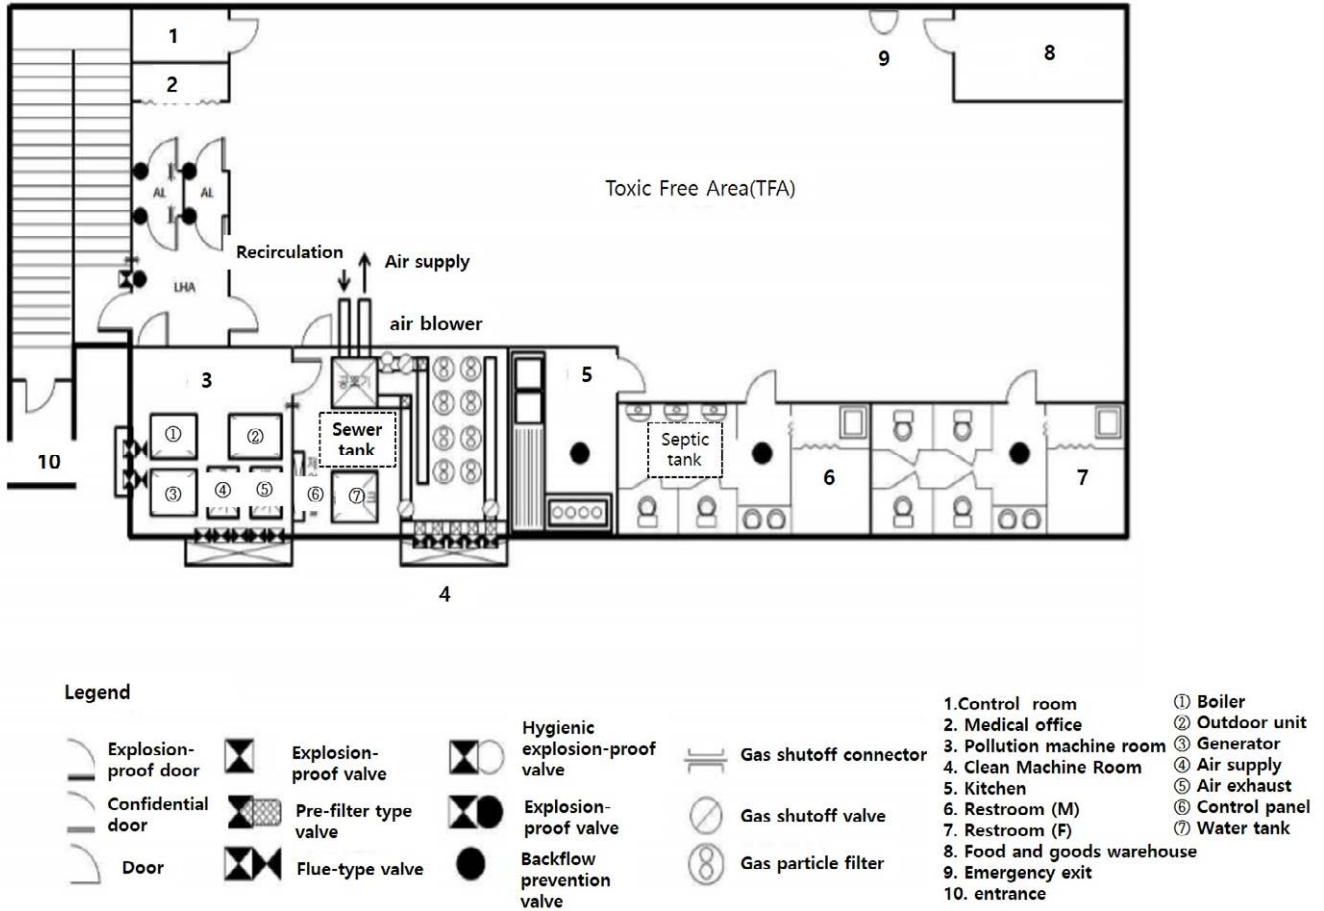 1
2
9
8
AL
AL
Toxic Free Area(TFA)
Recirculation
Air supply
LHA
air blower
3
5
①
②
Sewer
tank
Septic
tank
10
③
④
⑤
⑥
⑦
6
7
4
Legend
Explosion-
proof door
Confidential
door
Door
Explosion-
proof valve
Pre-filter type
valve
Flue-type valve
Hygienic
explosion-proof
valve
Explosion-
proof valve
Backflow
prevention
valve
Gas shutoff connector
Gas shutoff valve
Gas particle filter
1.Control room
2. Medical office
3. Pollution machine room
4. Clean Machine Room
5. Kitchen
6. Restroom (M)
7. Restroom (F)
8. Food and goods warehouse
9. Emergency exit
10. entrance
① Boiler
② Outdoor unit
③ Generator
④ Air supply
⑤ Air exhaust
⑥ Control panel
⑦ Water tank